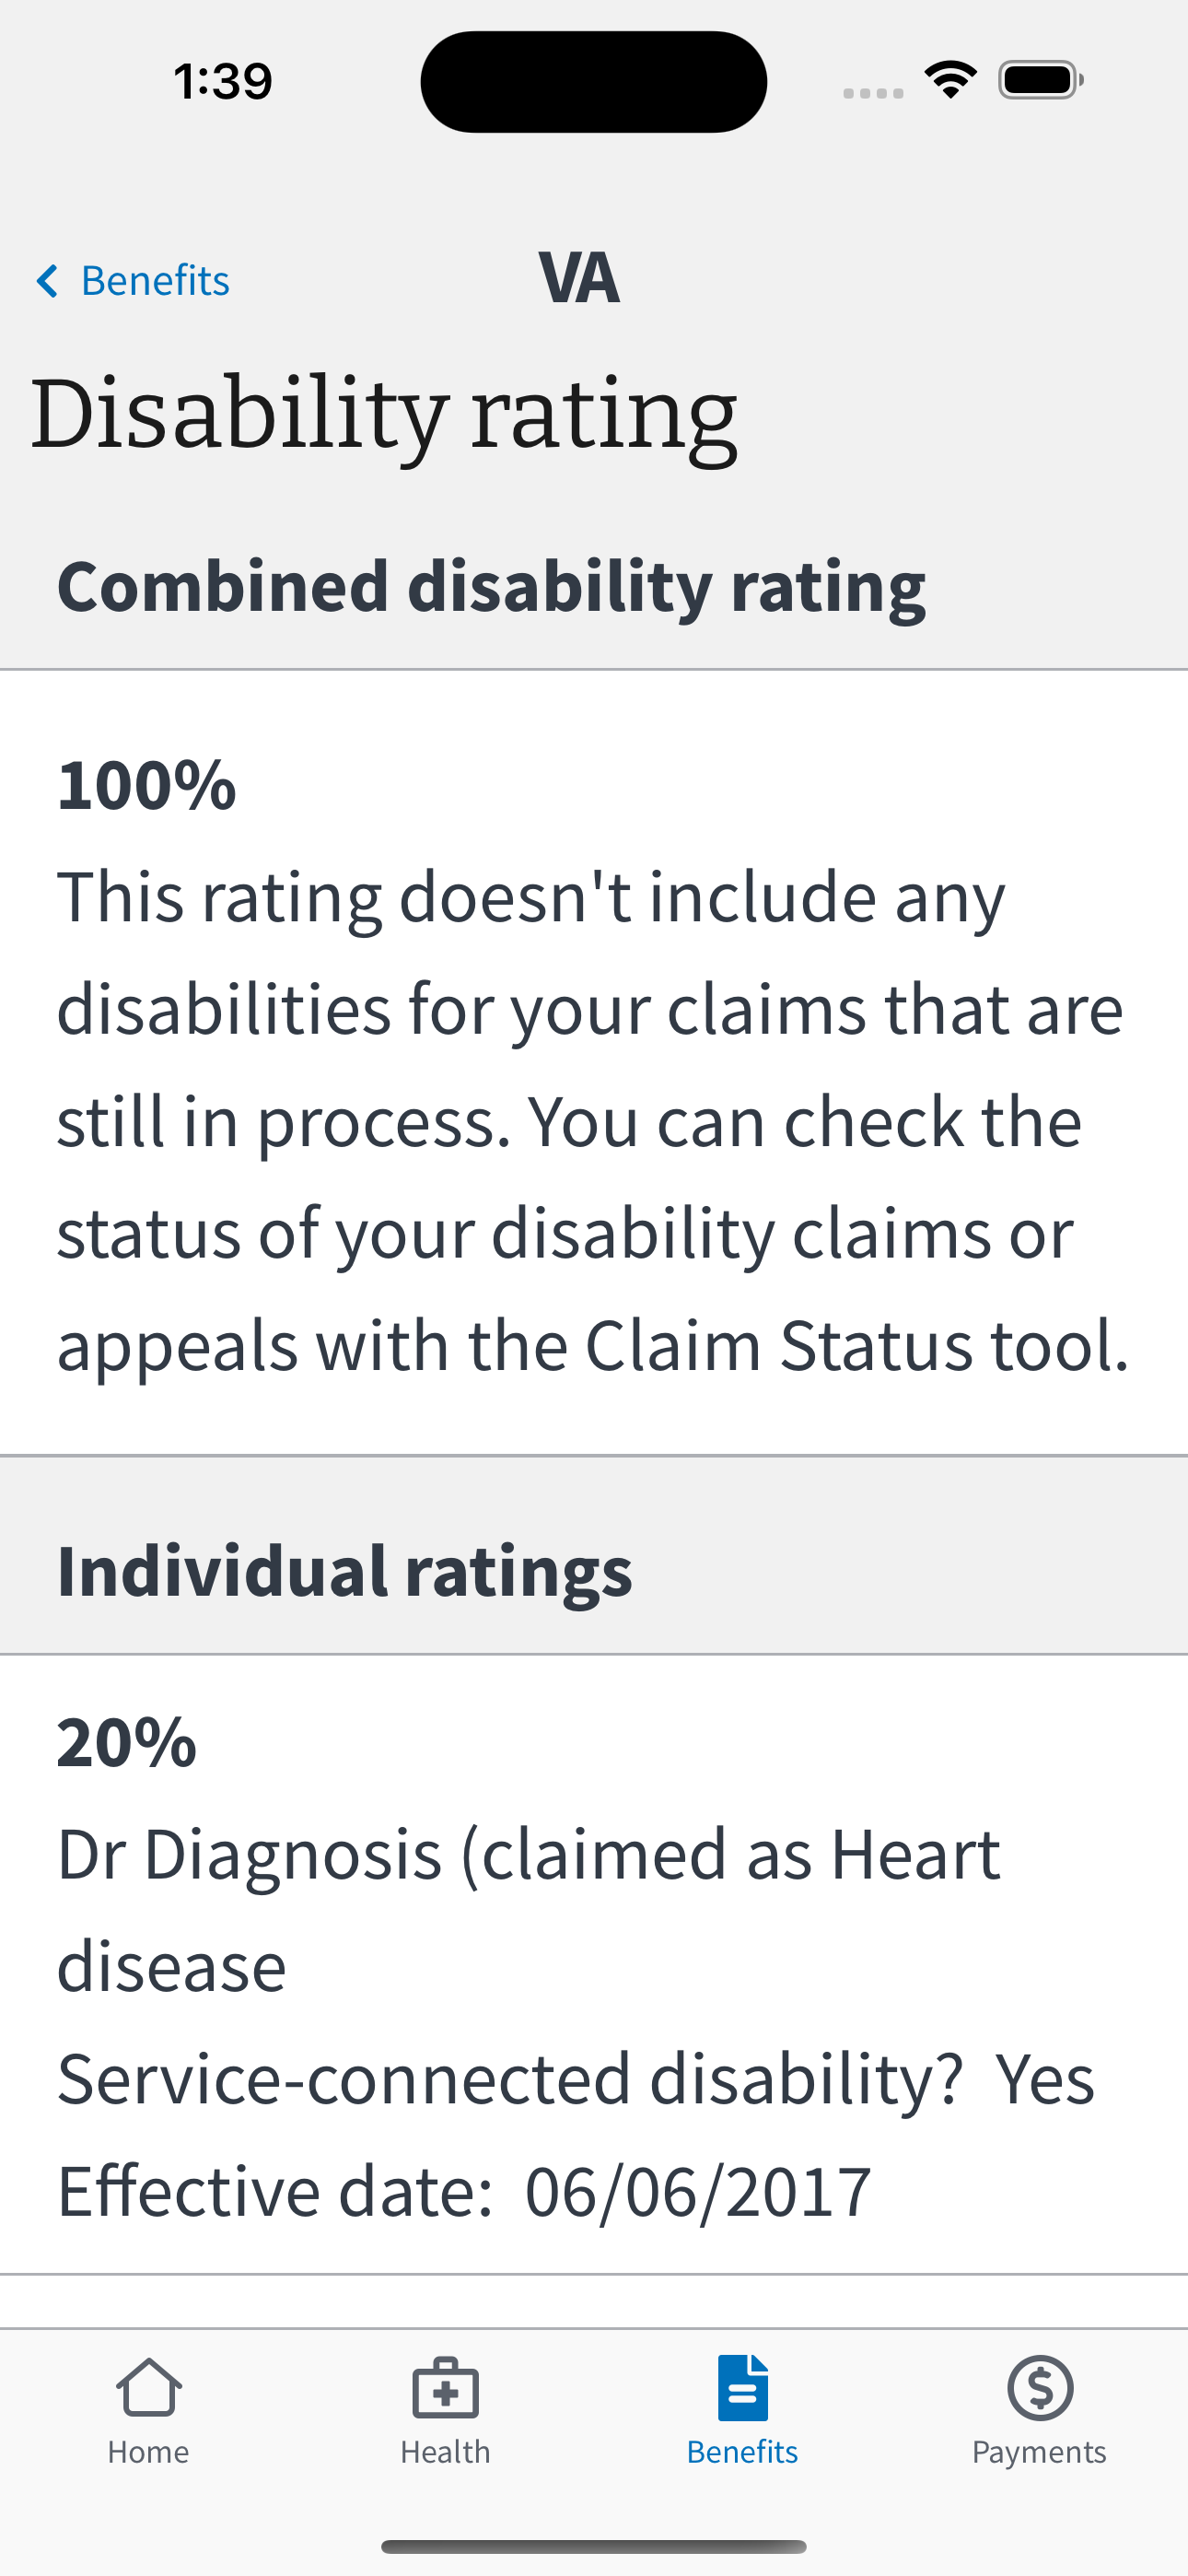 1:39
Benefits
VA
Disability rating
Combined disability rating
100%
This rating doesn't include any
disabilities for your claims that are
still in process. You can check the
status of your disability claims or
appeals with the Claim Status tool.
Individual ratings
20%
Dr Diagnosis (claimed as Heart
disease
Service-connected disability?  Yes
Effective date:  06/06/2017
Home
Health
Benefits
Payments